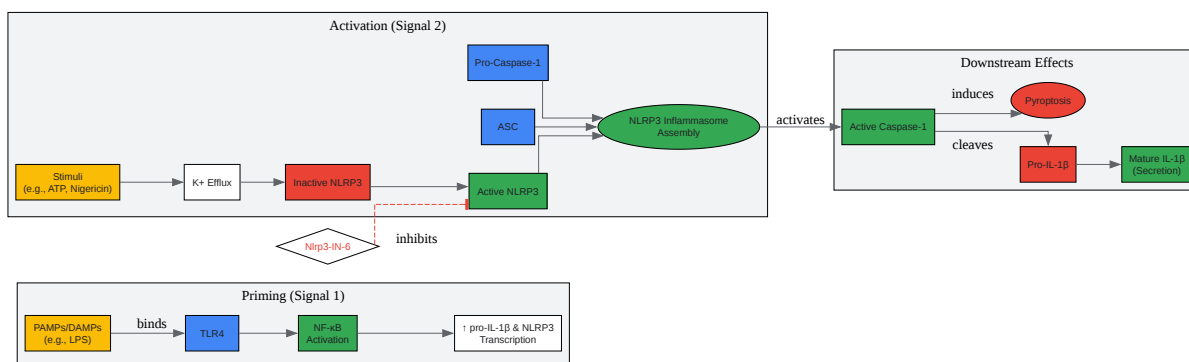 Activation (Signal 2)
Pro-Caspase-1
ASC
NLRP3 Inflammasome
Assembly
Stimuli
(e.g., ATP, Nigericin)
K+ Efflux
Inactive NLRP3
Active NLRP3
Nlrp3-IN-6
inhibits
activates
Downstream Effects
Active Caspase-1
induces
Pyroptosis
cleaves
Pro-IL-1β
Mature IL-1β
(Secretion)
Priming (Signal 1)
PAMPs/DAMPs
(e.g., LPS)
binds
TLR4
NF-κB
Activation
↑ pro-IL-1β & NLRP3
Transcription